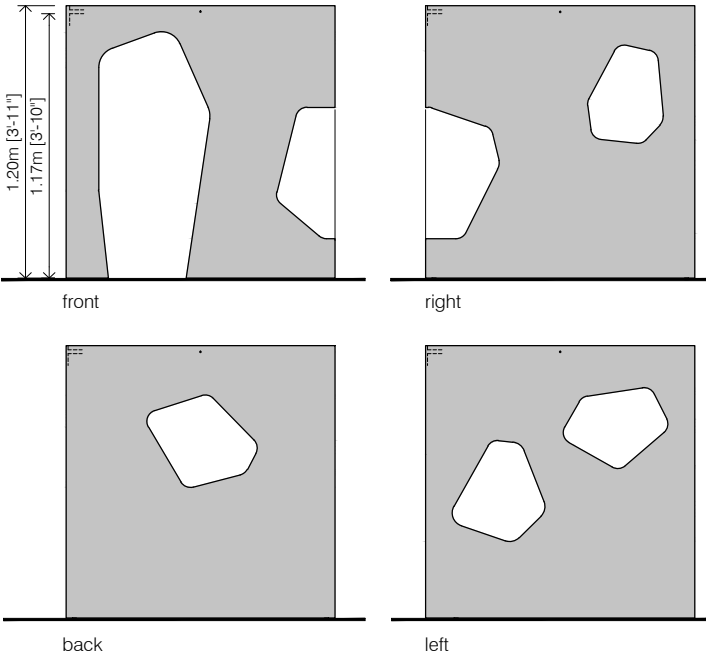 1.20m [3'-11"]
1.17m [3'-10"]
front
right
back
left